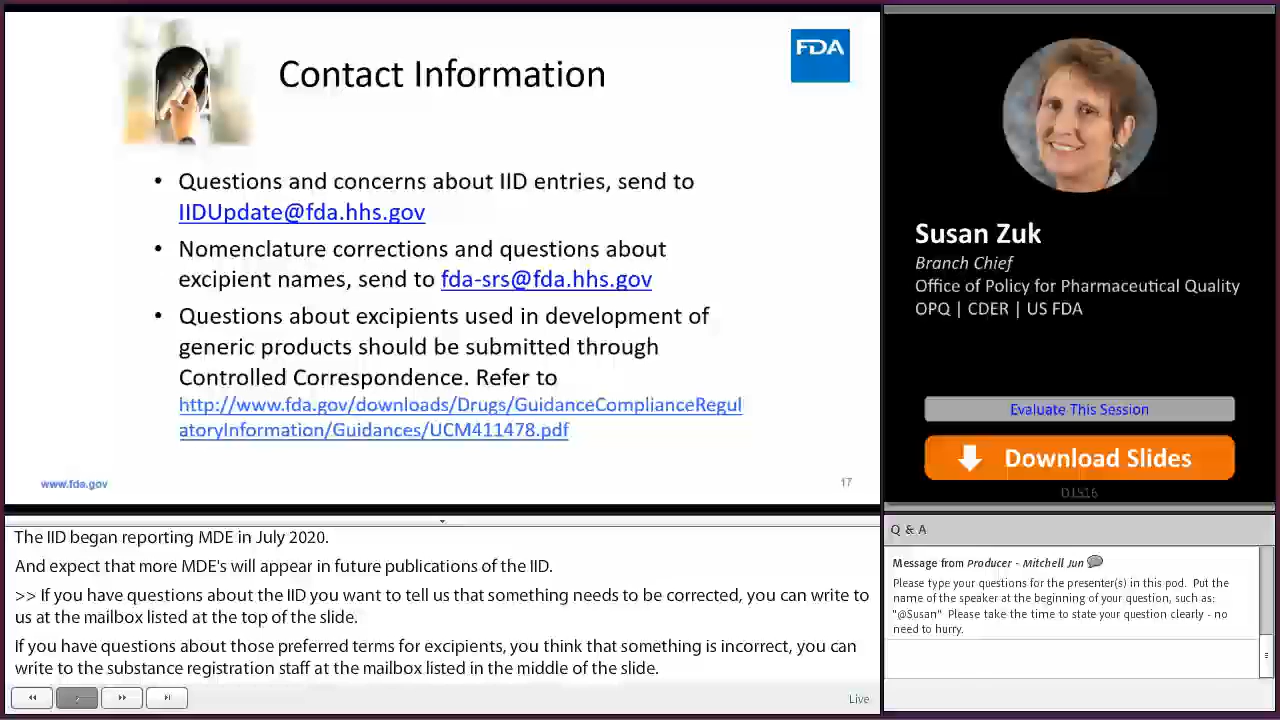 Contact Information
FDA
• Questions and concerns about IID entries, send to
IIDUpdate@fda.hhs.gov
• Nomenclature corrections and questions about
excipient names, send to fda-srs@fda.hhs.gov
• Questions about excipients used in development of
generic products should be submitted through
Controlled Correspondence. Refer to
http://www.fda.gov/downloads/Drugs/GuidanceComplianceRegul
atoryInformation/Guidances/UCM411478.pdf
www.fda.gov
17
Susan Zuk
Branch Chief
Office of Policy for Pharmaceutical Quality
OPQ | CDER | US FDA
Evaluate This Session
Download Slides
The IID began reporting MDE in July 2020.
And expect that more MDE's will appear in future publications of the IID.
>> If you have questions about the IID you want to tell us that something needs to be corrected, you can write to
us at the mailbox listed at the top of the slide.
If you have questions about those preferred terms for excipients, you think that something is incorrect, you can
write to the substance registration staff at the mailbox listed in the middle of the slide.
Live
Q & A
Message from Producer - Mitchell Jun
Please type your questions for the presenter(s) in this pod. Put the
name of the speaker at the beginning of your question, such as:
"@Susan" Please take the time to state your question clearly - no
need to hurry.